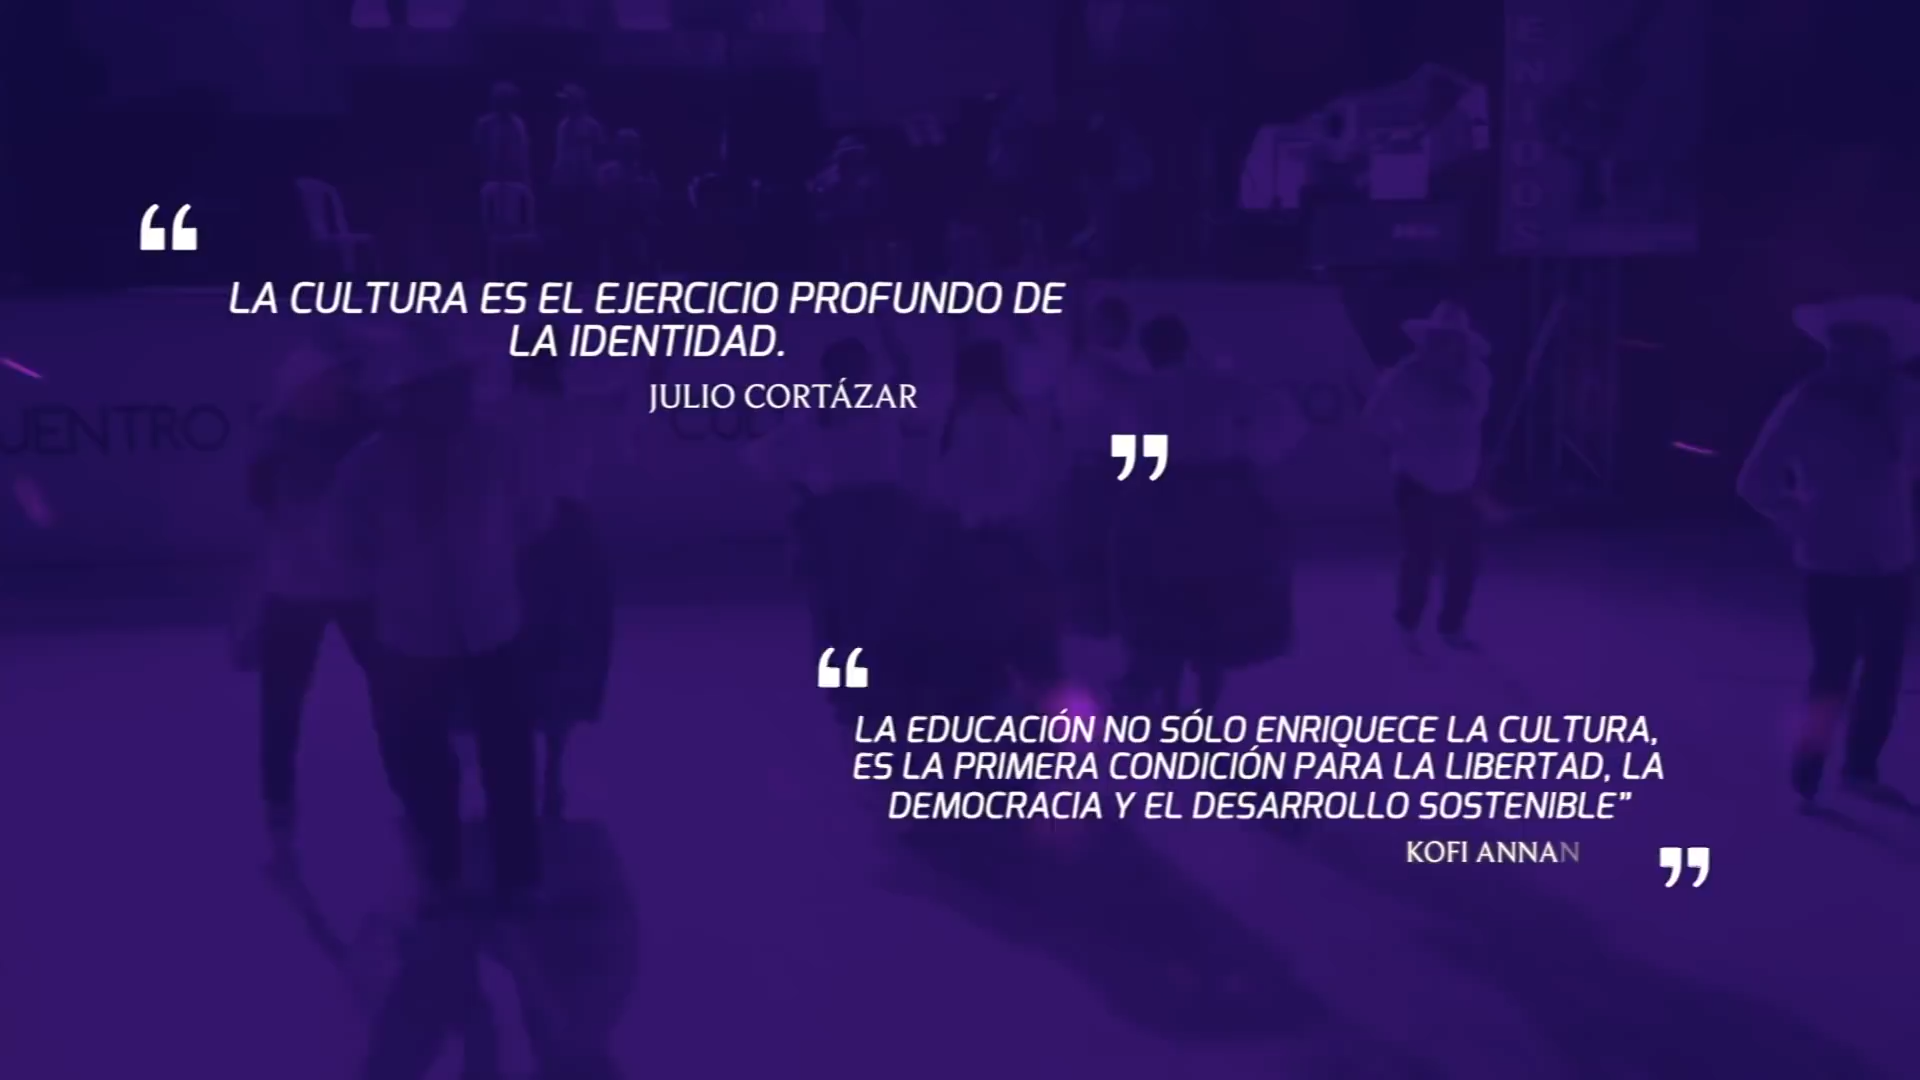 “
LA CULTURA ES EL EJERCICIO PROFUNDO DE
LA IDENTIDAD.
JULIO CORTÁZAR
”
“
LA EDUCACIÓN NO SÓLO ENRIQUECE LA CULTURA,
ES LA PRIMERA CONDICIÓN PARA LA LIBERTAD, LA
DEMOCRACIA Y EL DESARROLLO SOSTENIBLE”
KOFI ANNAN
”
UENTRO